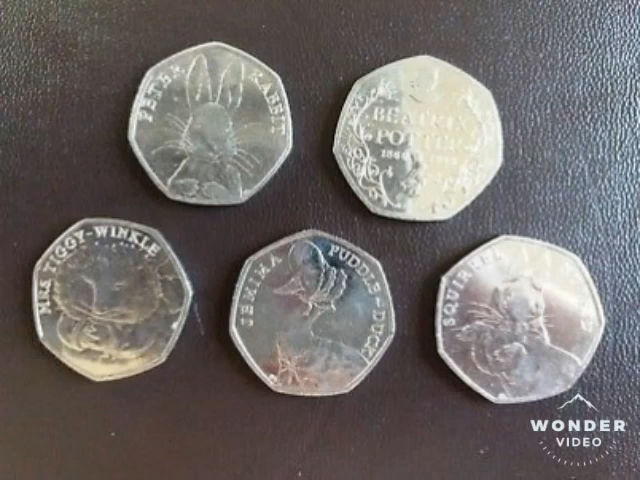 PETER RABBIT
BEATRIX
POTTER
MRS TIGGY-WINKLE
JEMIMA PUDDLE-DUCK
SQUIRREL
WONDER
VIDEO